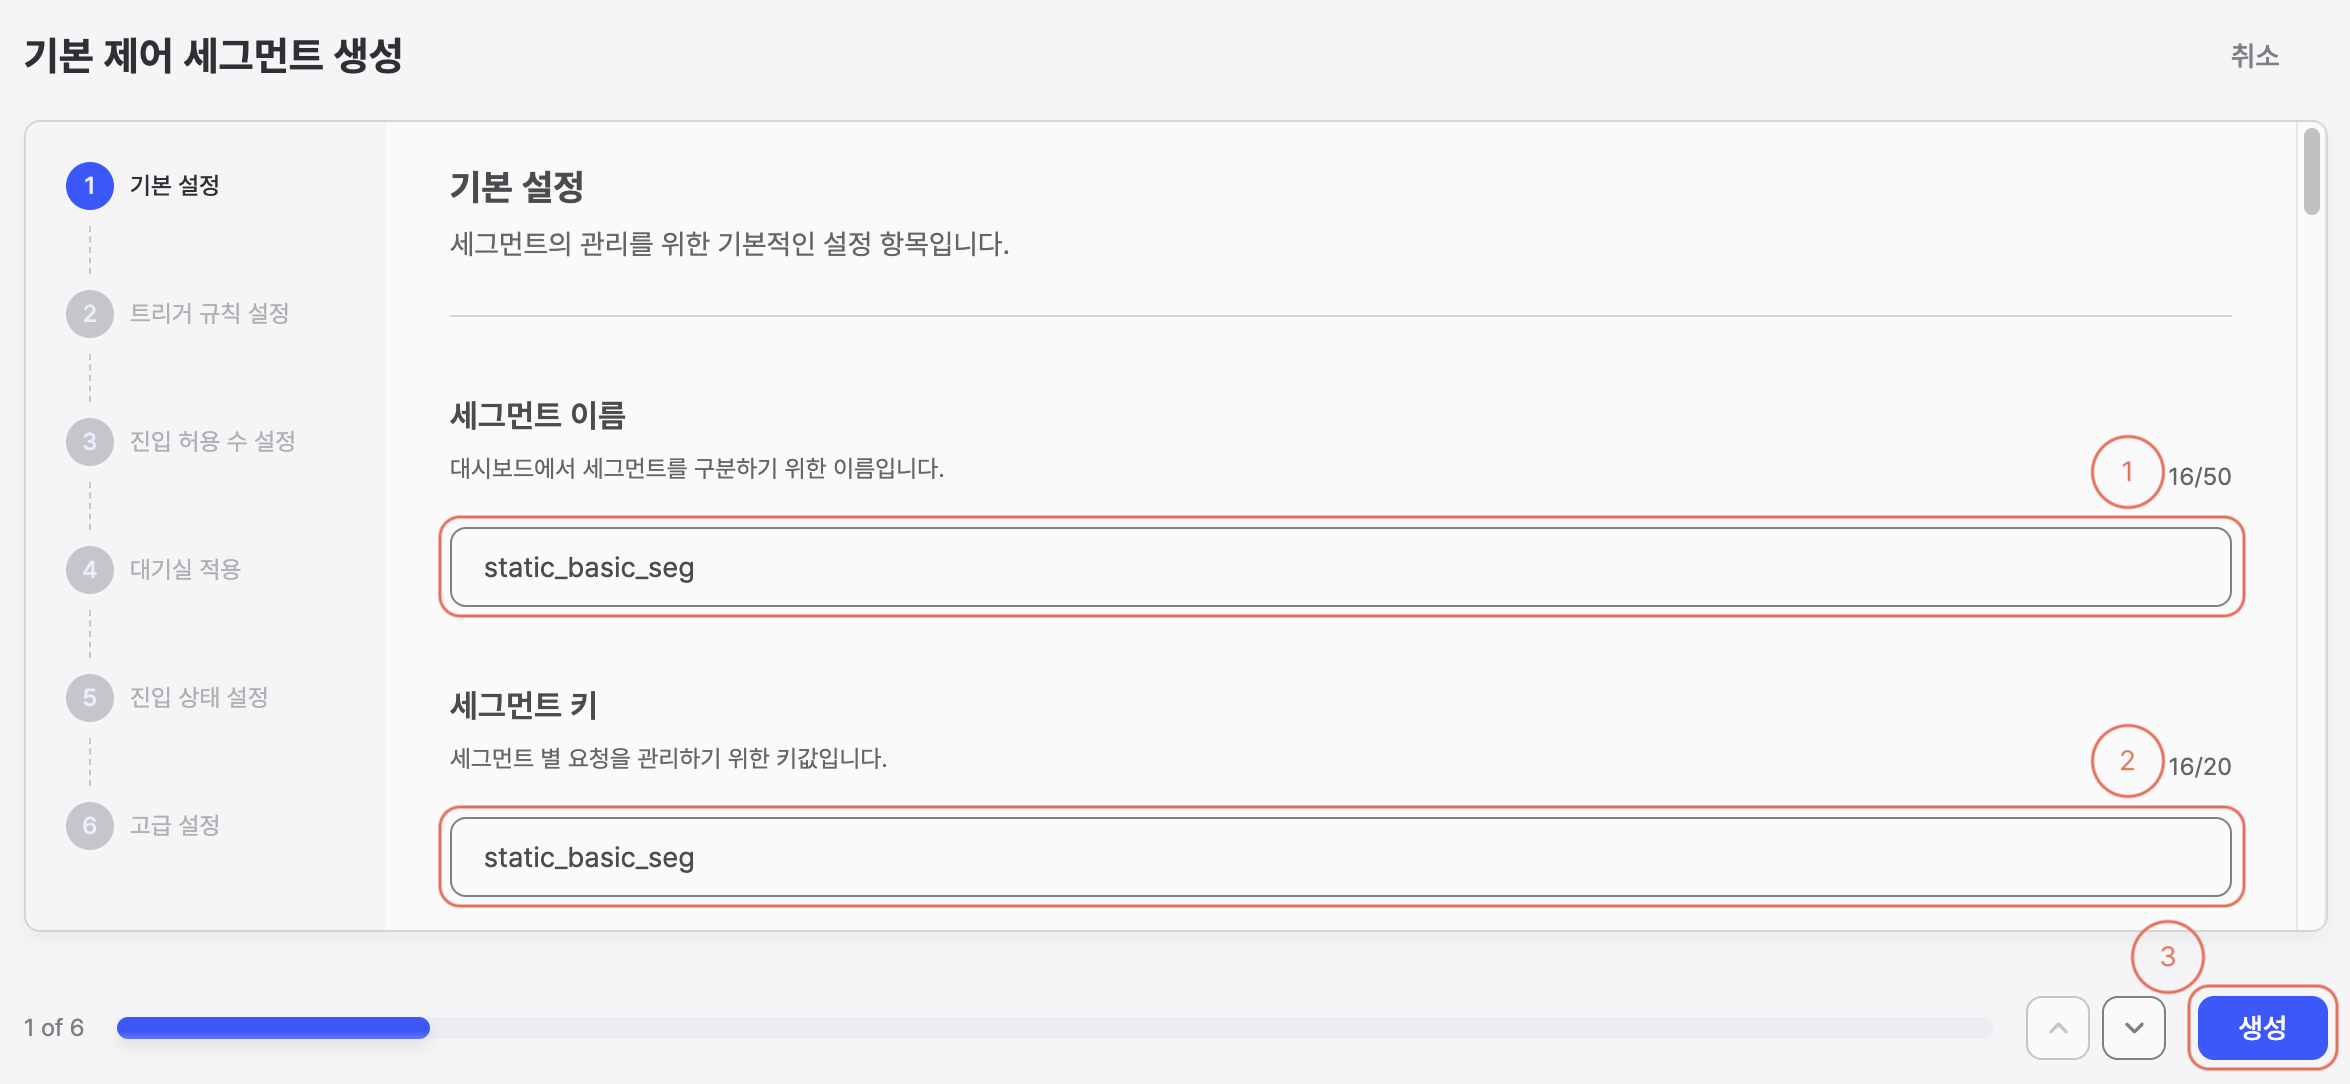 기본 제어 세그먼트 생성
취소
1 기본 설정
2 트리거 규칙 설정
3 진입 허용 수 설정
4 대기실 적용
5 진입 상태 설정
6 고급 설정
기본 설정
세그먼트의 관리를 위한 기본적인 설정 항목입니다.
세그먼트 이름
대시보드에서 세그먼트를 구분하기 위한 이름입니다.
1 16/50
static_basic_seg
세그먼트 키
세그먼트 별 요청을 관리하기 위한 키값입니다.
2 16/20
static_basic_seg
3
1 of 6
생성